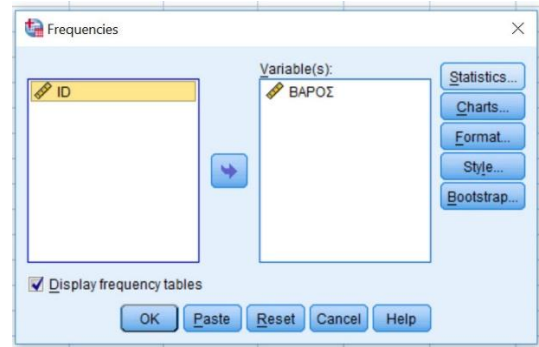 Frequencies
Variable(s):
ID
ΒΑΡΟΣ
Statistics...
Charts...
Format...
Style...
Bootstrap...
Display frequency tables
OK
Paste
Reset
Cancel
Help